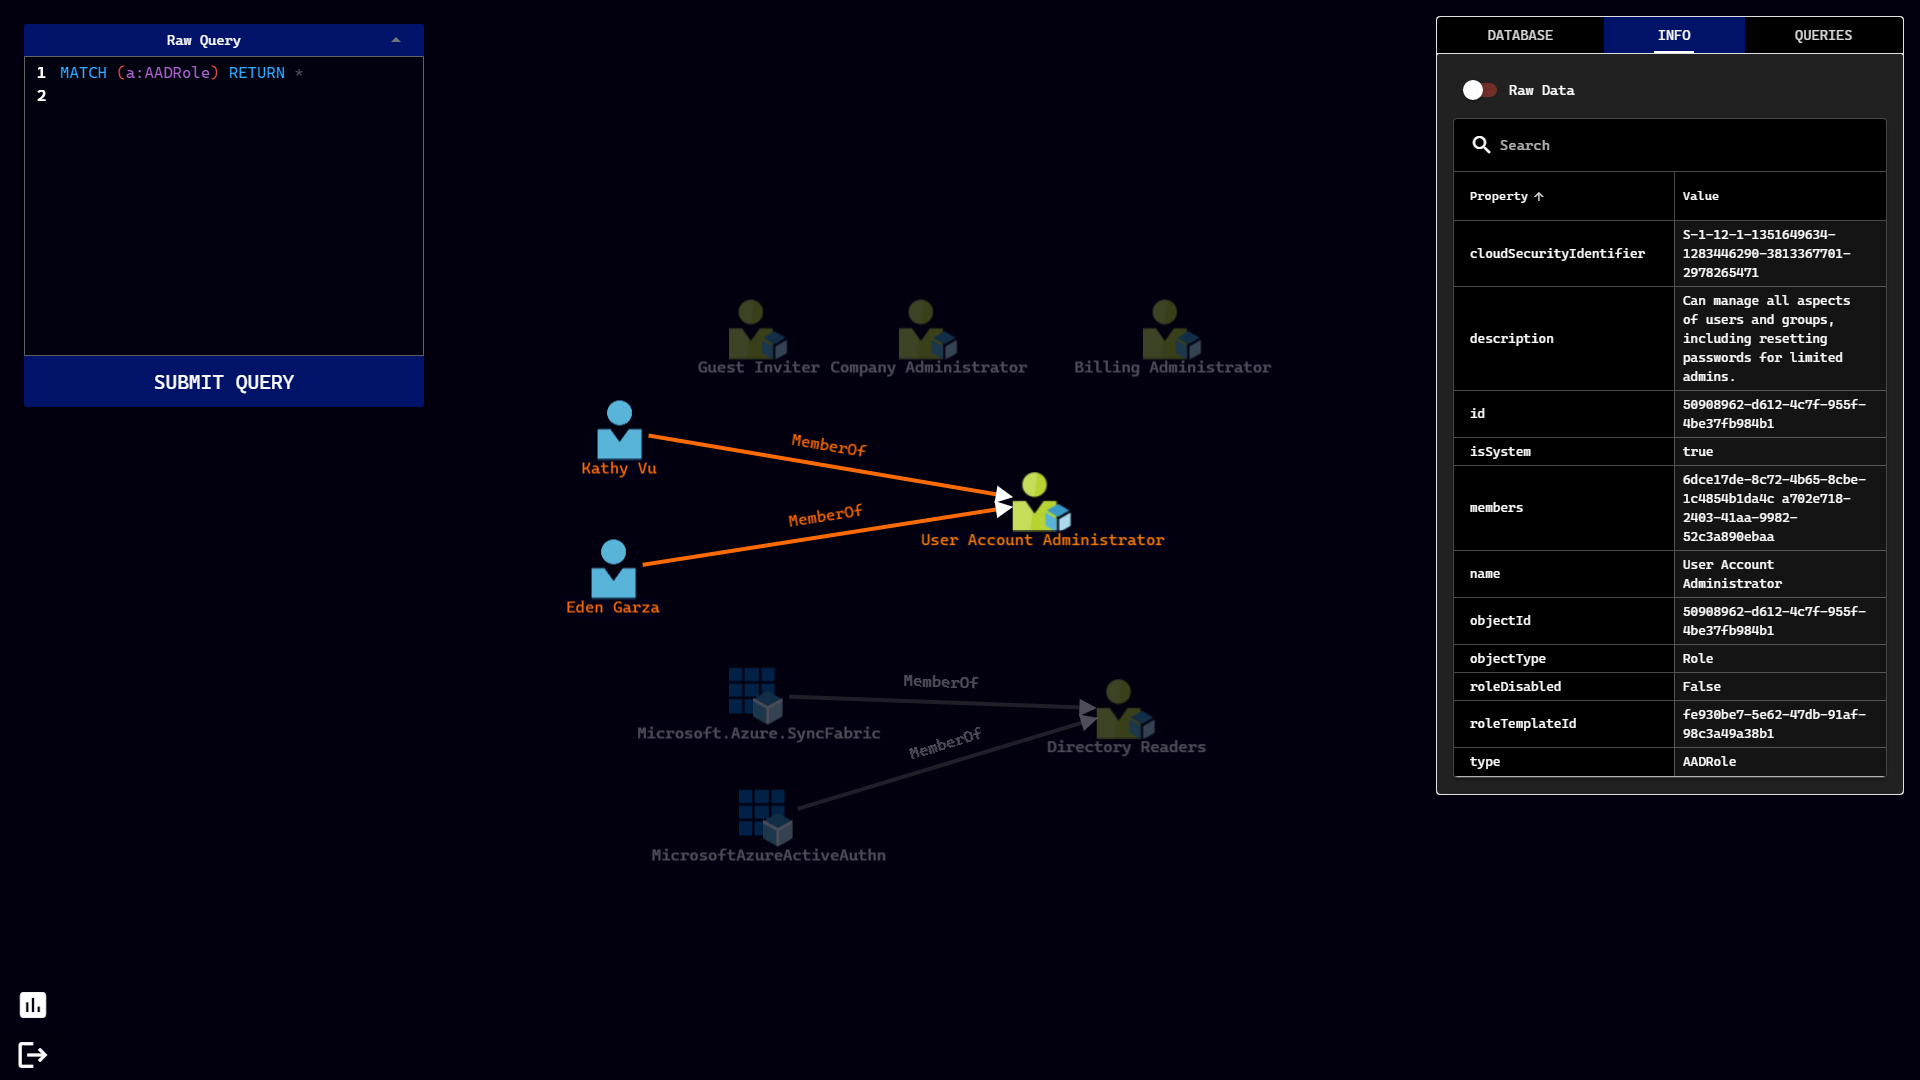 Raw Query
1 MATCH (a:AADRole) RETURN *
2
SUBMIT QUERY
Guest Inviter
Company Administrator
Billing Administrator
Kathy Vu
MemberOf
MemberOf
User Account Administrator
Eden Garza
MemberOf
Microsoft.Azure.SyncFabric
MemberOf
Directory Readers
MicrosoftAzureActiveAuthn
DATABASE INFO QUERIES
Raw Data
Search
Property ↑ Value
cloudSecurityIdentifier
S-1-12-1-1351649634-
1283446290-3813367701-
2978265471
description
Can manage all aspects
of users and groups,
including resetting
passwords for limited
admins.
id
50908962-d612-4c7f-955f-
4be37fb984b1
isSystem true
members
6dce17de-8c72-4b65-8cbe-
1c4854b1da4c a702e718-
2403-41aa-9982-
52c3a890ebaa
name
User Account
Administrator
objectId
50908962-d612-4c7f-955f-
4be37fb984b1
objectType Role
roleDisabled False
roleTemplateId
fe930be7-5e62-47db-91af-
98c3a49a38b1
type AADRole